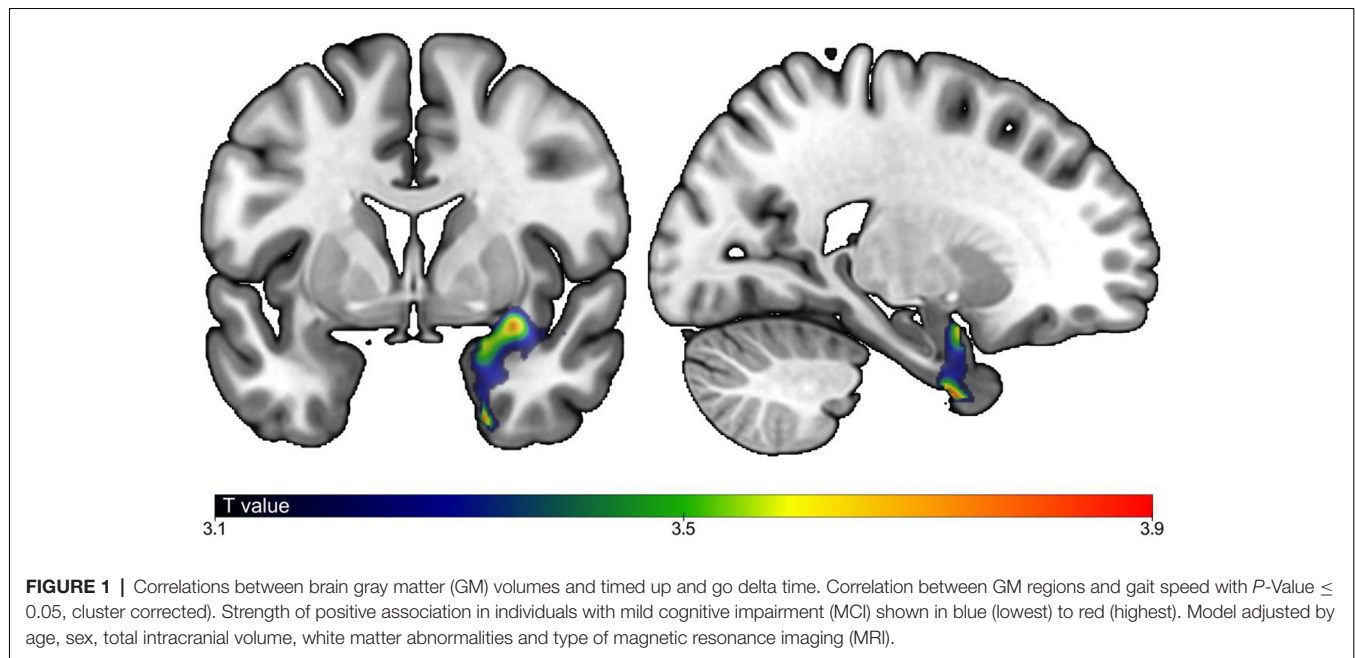 T value
3.1 3.5 3.9
FIGURE 1 | Correlations between brain gray matter (GM) volumes and timed up and go delta time. Correlation between GM regions and gait speed with P-Value ≤
0.05, cluster corrected). Strength of positive association in individuals with mild cognitive impairment (MCI) shown in blue (lowest) to red (highest). Model adjusted by
age, sex, total intracranial volume, white matter abnormalities and type of magnetic resonance imaging (MRI).